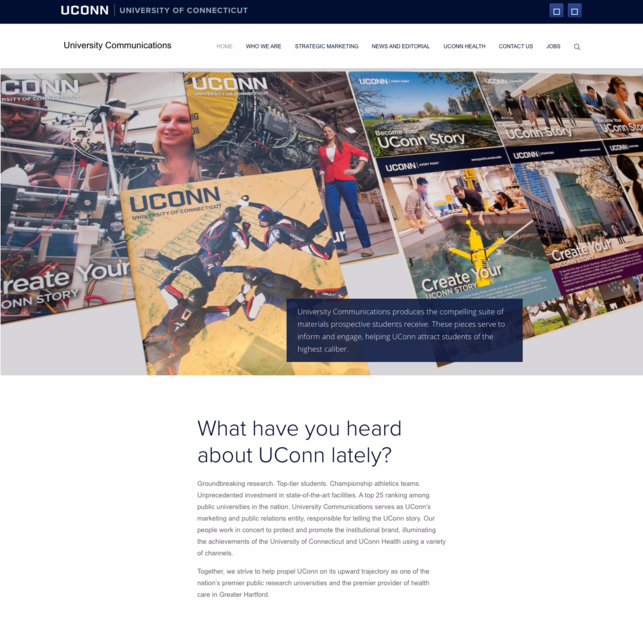 UCONN UNIVERSITY OF CONNECTICUT
University Communications
HOME WHO WE ARE STRATEGIC MARKETING NEWS AND EDITORIAL UCONN HEALTH CONTACT US JOBS
UCONN
UNIVERSITY OF CONNECTICUT
Become Your
UConn Story
UCONN
UCONN
UNIVERSITY OF CONNECTICUT
Create Your
UCONN STORY
Create Your
University Communications produces the compelling suite of
materials prospective students receive. These pieces serve to
inform and engage, helping UConn attract students of the
highest caliber.
What have you heard
about UConn lately?
Groundbreaking research. Top-tier students. Championship athletics teams.
Unprecedented investment in state-of-the-art facilities. A top 25 ranking among
public universities in the nation. University Communications serves as UConn's
marketing and public relations entity, responsible for telling the UConn story. Our
people work in concert to protect and promote the institutional brand, illuminating
the achievements of the University of Connecticut and UConn Health using a variety
of channels.
Together, we strive to help propel UConn on its upward trajectory as one of the
nation's premier public research universities and the premier provider of health
care in Greater Hartford.